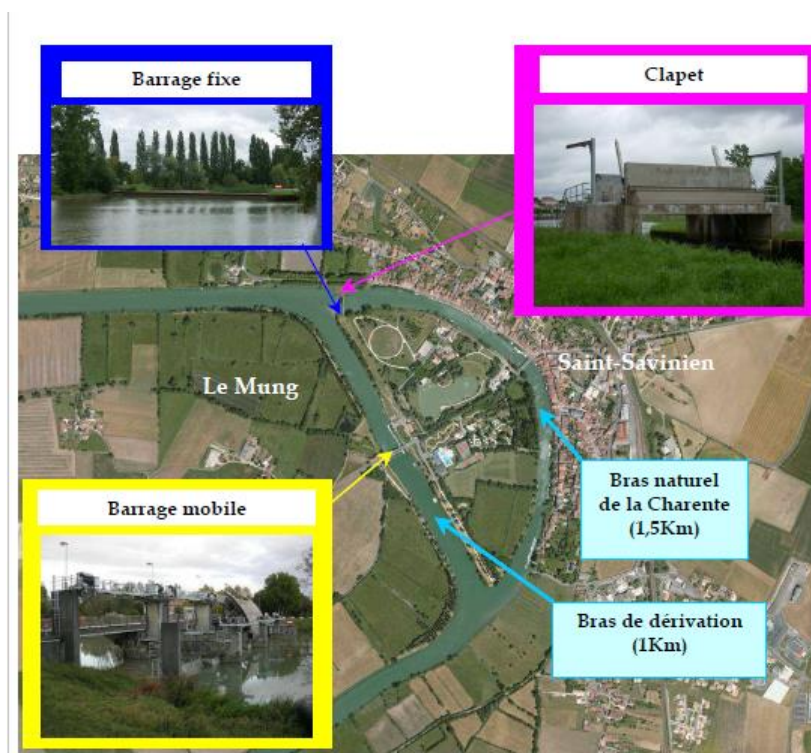 Barrage fixe
Clapet
Saint-Savinien
Le Mung
Bras naturel
de la Charente
(1,5Km)
Barrage mobile
Bras de dérivation
(1Km)